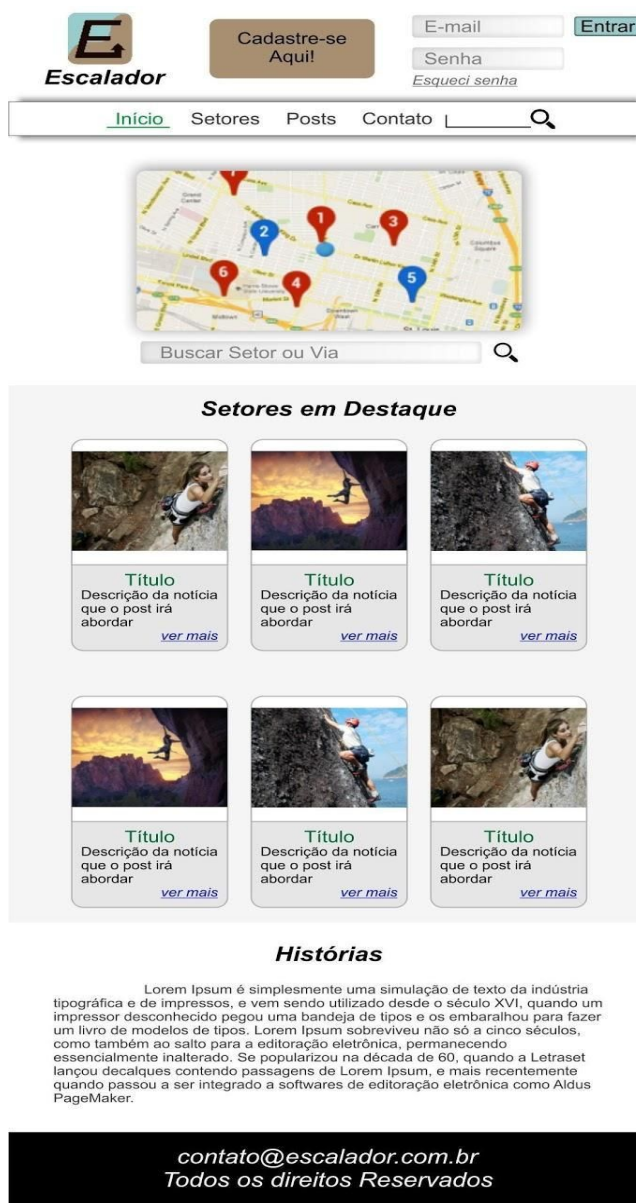 E
Escalador
Cadastre-se
Aqui!
E-mail
Entrar
Senha
Esqueci senha
Início Setores Posts Contato
7
1
2
3
6
4
5
Buscar Setor ou Via
Setores em Destaque
Título
Descrição da notícia
que o post irá
abordar
ver mais
Título
Descrição da notícia
que o post irá
abordar
ver mais
Título
Descrição da notícia
que o post irá
abordar
ver mais
Título
Descrição da notícia
que o post irá
abordar
ver mais
Título
Descrição da notícia
que o post irá
abordar
ver mais
Título
Descrição da notícia
que o post irá
abordar
ver mais
Histórias
Lorem Ipsum é simplesmente uma simulação de texto da indústria
tipográfica e de impressos, e vem sendo utilizado desde o século XVI, quando um
impressor desconhecido pegou uma bandeja de tipos e os embaralhou para fazer
um livro de modelos de tipos. Lorem Ipsum sobreviveu não só a cinco séculos,
como também ao salto para a editoração eletrônica, permanecendo
essencialmente inalterado. Se popularizou na década de 60, quando a Letraset
lançou decalques contendo passagens de Lorem Ipsum, e mais recentemente
quando passou a ser integrado a softwares de editoração eletrônica como Aldus
PageMaker.
contato@escalador.com.br
Todos os direitos Reservados